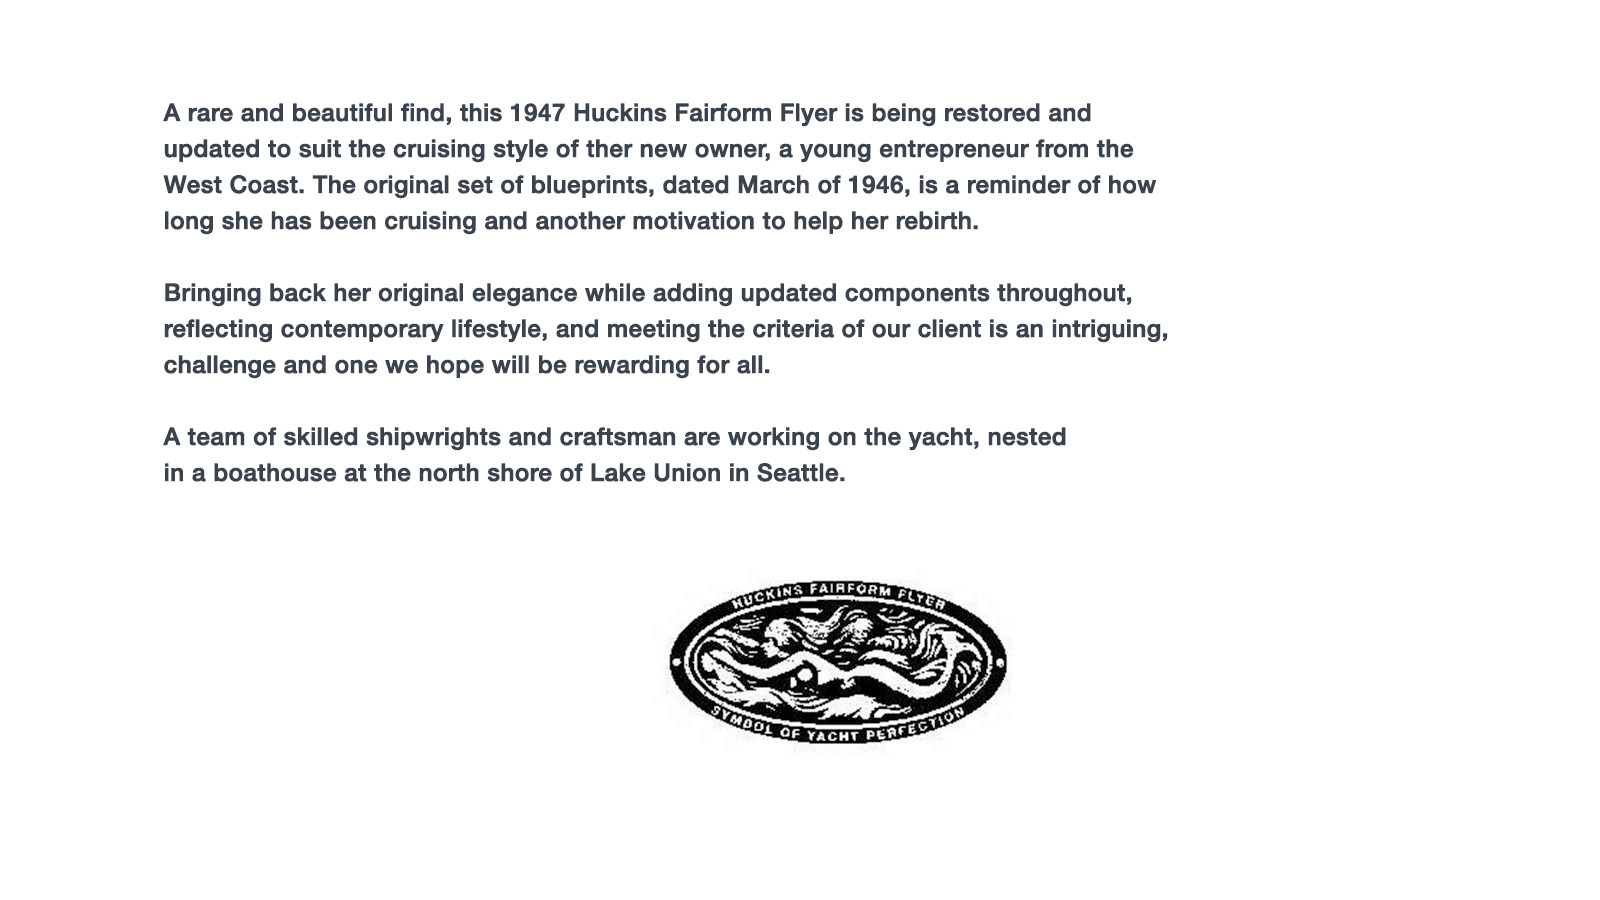 A rare and beautiful find, this 1947 Huckins Fairform Flyer is being restored and
updated to suit the cruising style of ther new owner, a young entrepreneur from the
West Coast. The original set of blueprints, dated March of 1946, is a reminder of how
long she has been cruising and another motivation to help her rebirth.
Bringing back her original elegance while adding updated components throughout,
reflecting contemporary lifestyle, and meeting the criteria of our client is an intriguing,
challenge and one we hope will be rewarding for all.
A team of skilled shipwrights and craftsman are working on the yacht, nested
in a boathouse at the north shore of Lake Union in Seattle.
HUCKINS FAIRFORM FLYER
SYMBOL OF YACHT PERFECTION